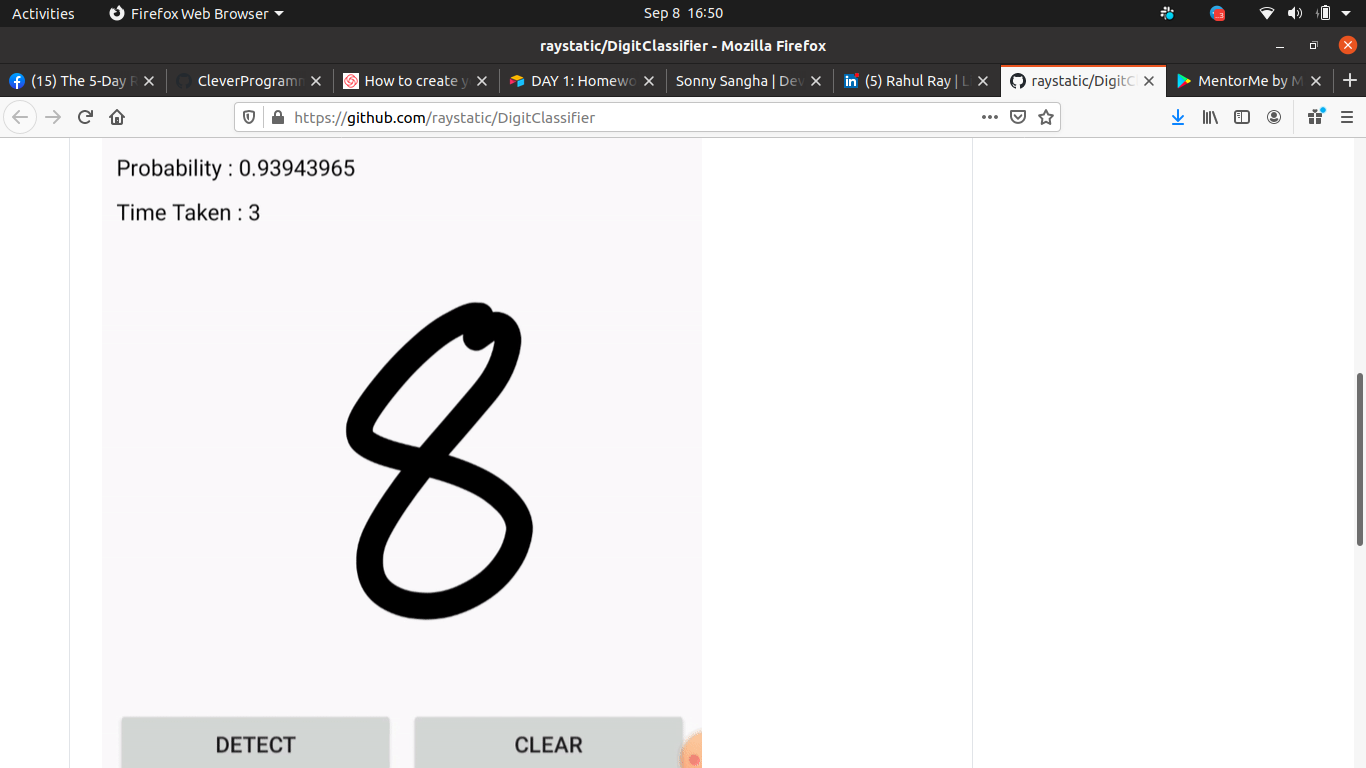 Activities Firefox Web Browser Sep 8 16:50
raystatic/DigitClassifier - Mozilla Firefox
(15) The 5-Day CleverProgramm How to create DAY 1: Homewo Sonny Sangha | Dev (5) Rahul Ray | raystatic/DigitC MentorMe by M
https://github.com/raystatic/DigitClassifier
Probability : 0.93943965
Time Taken : 3
8
DETECT CLEAR